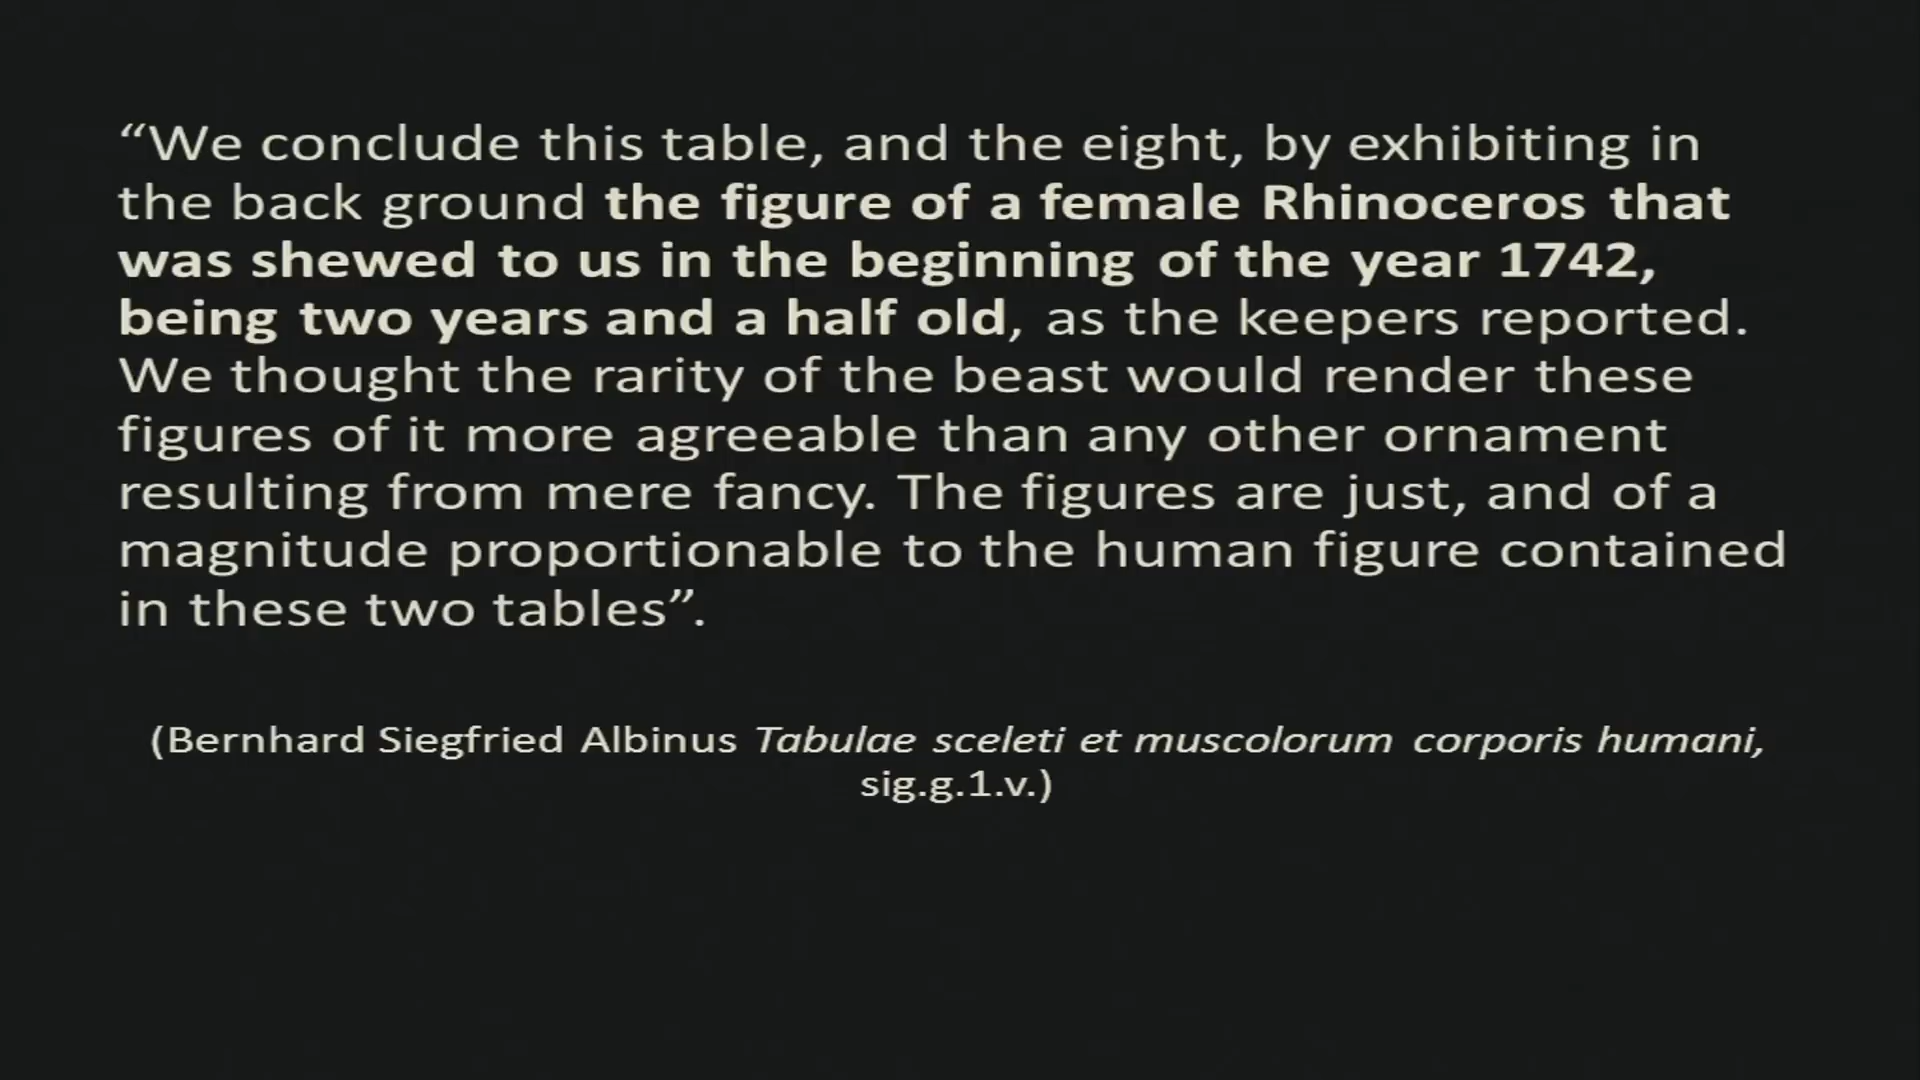 “We conclude this table, and the eight, by exhibiting in
the back ground the figure of a female Rhinoceros that
was shewed to us in the beginning of the year 1742,
being two years and a half old, as the keepers reported.
We thought the rarity of the beast would render these
figures of it more agreeable than any other ornament
resulting from mere fancy. The figures are just, and of a
magnitude proportionable to the human figure contained
in these two tables”.
(Bernhard Siegfried Albinus Tabulae sceleti et muscolorum corporis humani,
sig.g.1.v.)